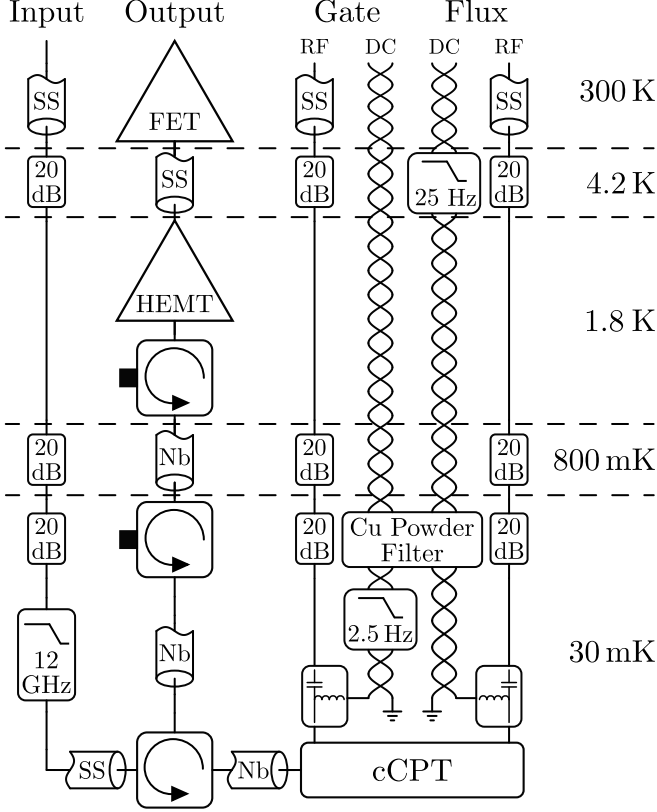 Input Output Gate Flux
RF DC DC RF
SS SS SS
300 K
FET
20 dB
SS
20 dB
25 Hz
20 dB
4.2 K
HEMT
1.8 K
20 dB
Nb
20 dB
20 dB
800 mK
20 dB
20 dB
Cu Powder
Filter
20 dB
2.5 Hz
12
GHz
Nb
30 mK
SS
Nb
cCPT